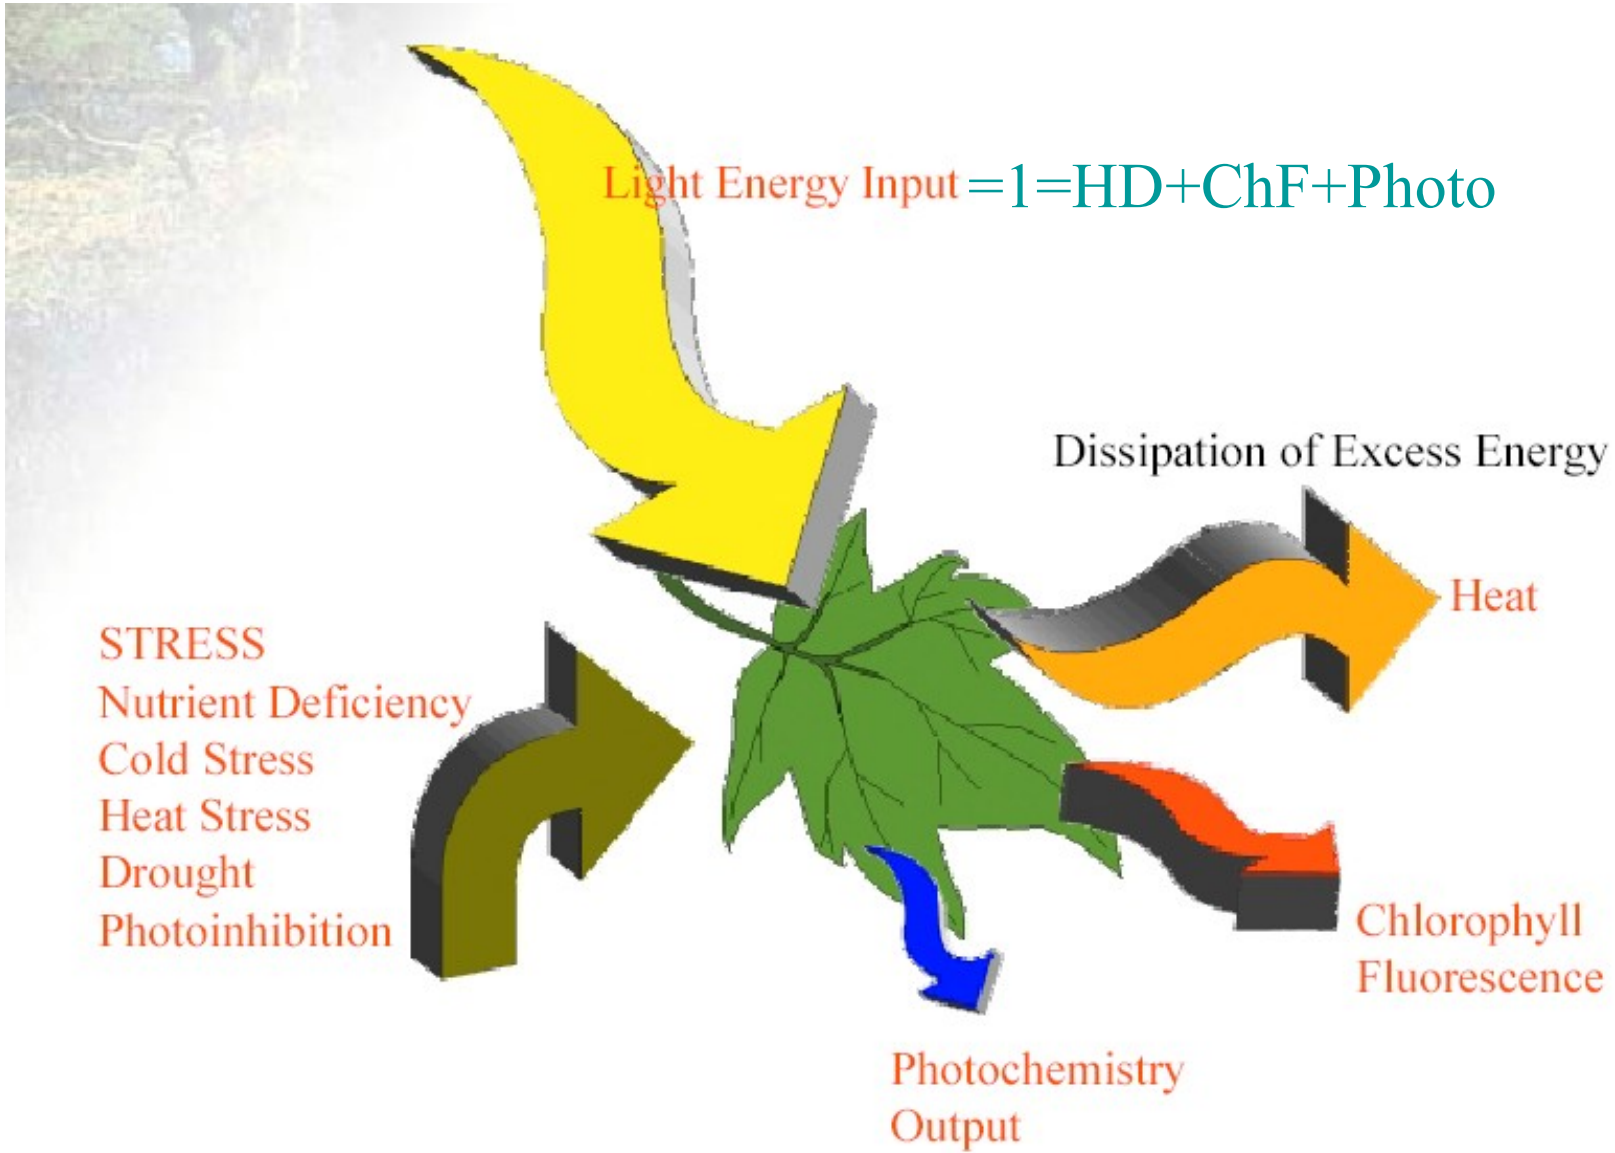 Light Energy Input =1=HD+ChF+Photo
Dissipation of Excess Energy
Heat
STRESS
Nutrient Deficiency
Cold Stress
Heat Stress
Drought
Photoinhibition
Chlorophyll
Fluorescence
Photochemistry
Output